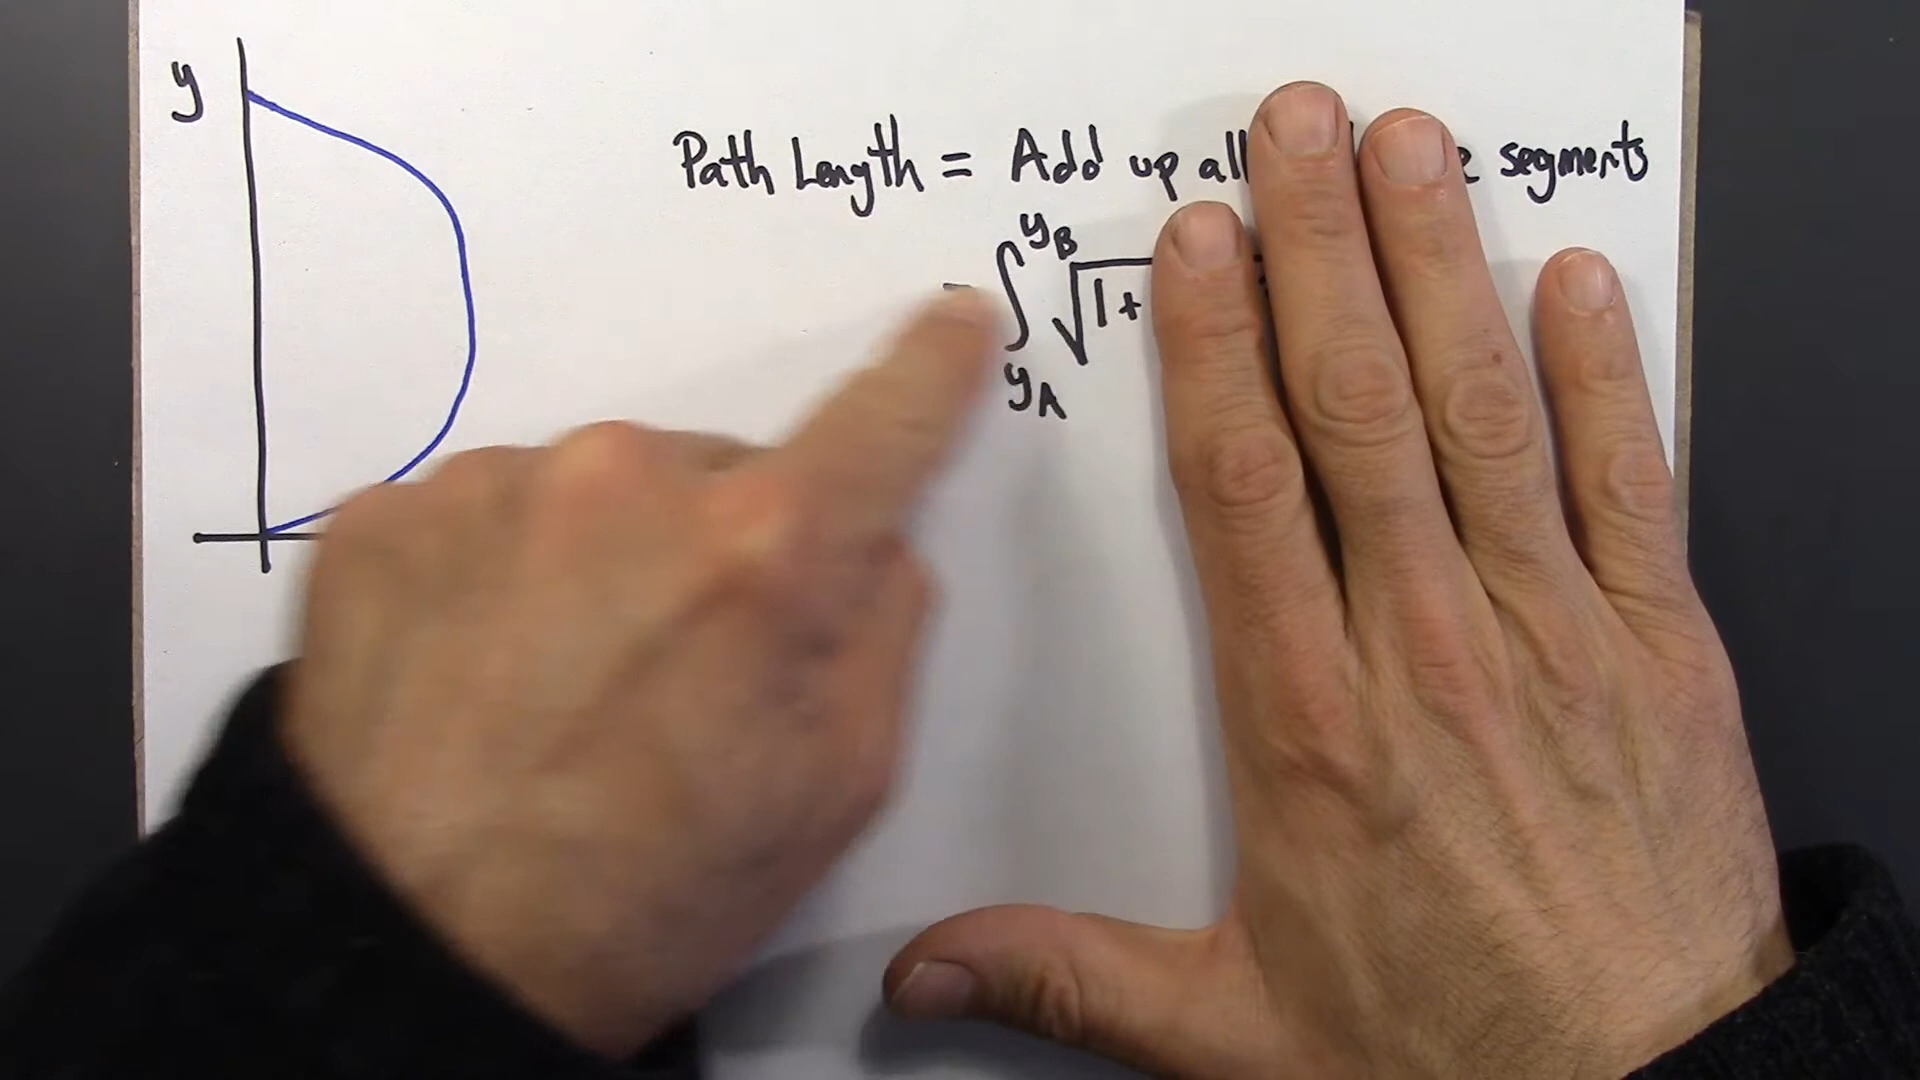 y
Path Length = Add up all segments
y_B
= ∫ √1+
y_A